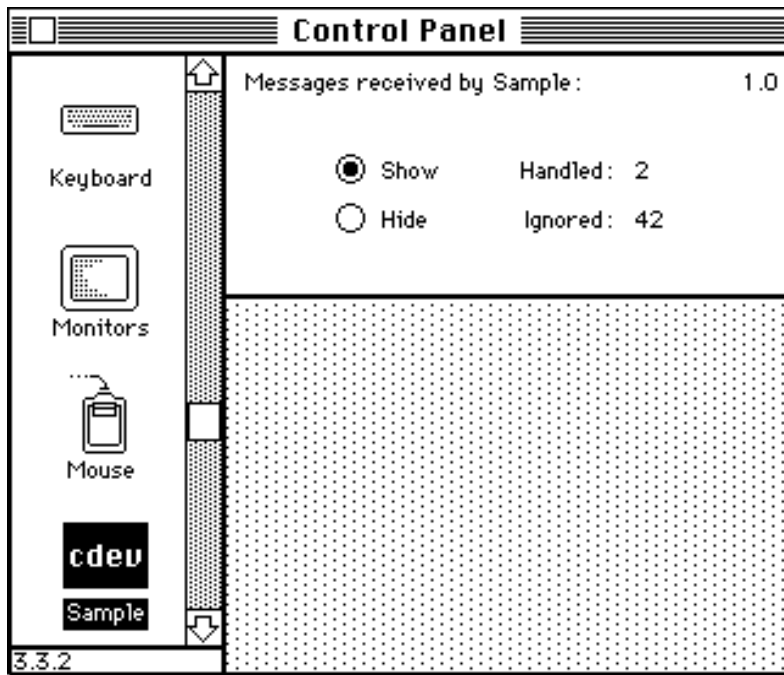 Control Panel
Keyboard
Monitors
Mouse
cdev
Sample
3.3.2
Messages received by Sample: 1.0
Show Handled: 2
Hide Ignored: 42